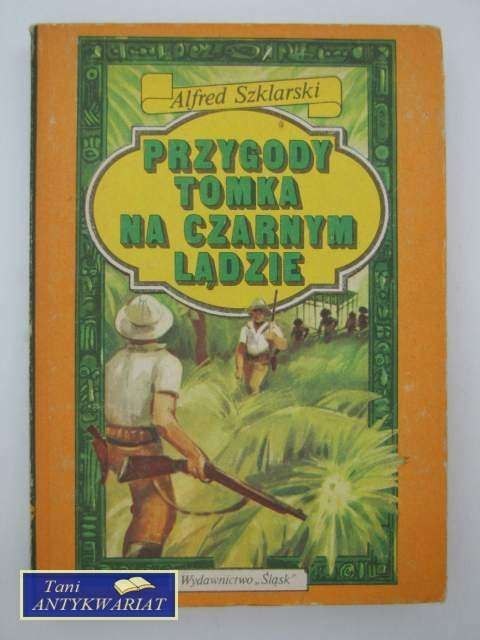 Alfred Szklarski
PRZYGODY
TOMKA
NA CZARNYM
LĄDZIE
Wydawnictwo „Śląsk"
Tani
ANTYKWARIAT